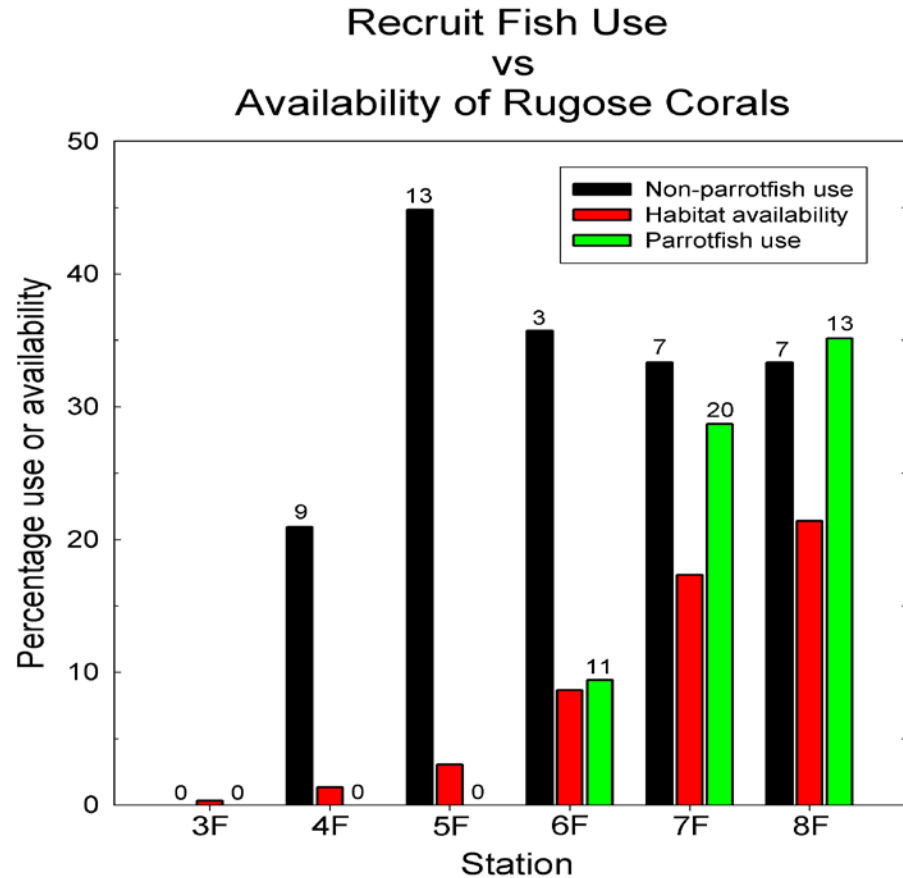 Recruit Fish Use
vs
Availability of Rugose Corals
50
40
30
20
10
0
Percentage use or availability
Non-parrotfish use
Habitat availability
Parrotfish use
0 0
9 0
13 0
3 11
7 20
7 13
3F 4F 5F 6F 7F 8F
Station